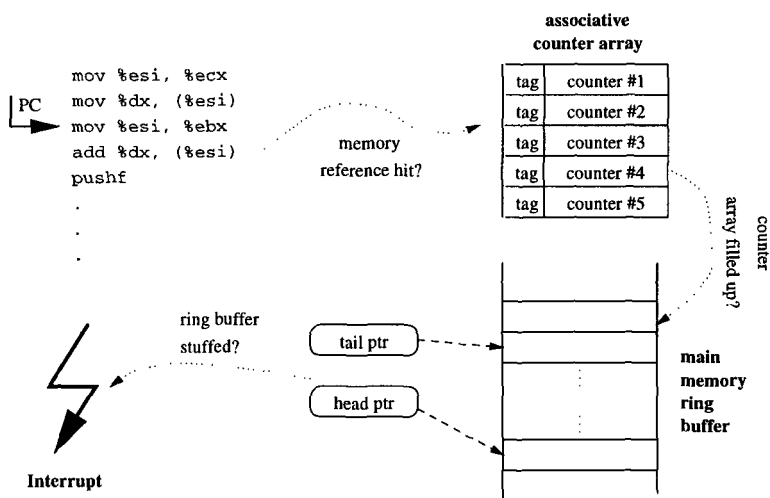 associative
counter array
mov %esi, %ecx
mov %dx, (%esi)
mov %esi, %ebx
add %dx, (%esi)
pushf
PC
memory
reference hit?
tag counter #1
tag counter #2
tag counter #3
tag counter #4
tag counter #5
counter
array filled up?
ring buffer
stuffed?
tail ptr
head ptr
main
memory
ring
buffer
Interrupt